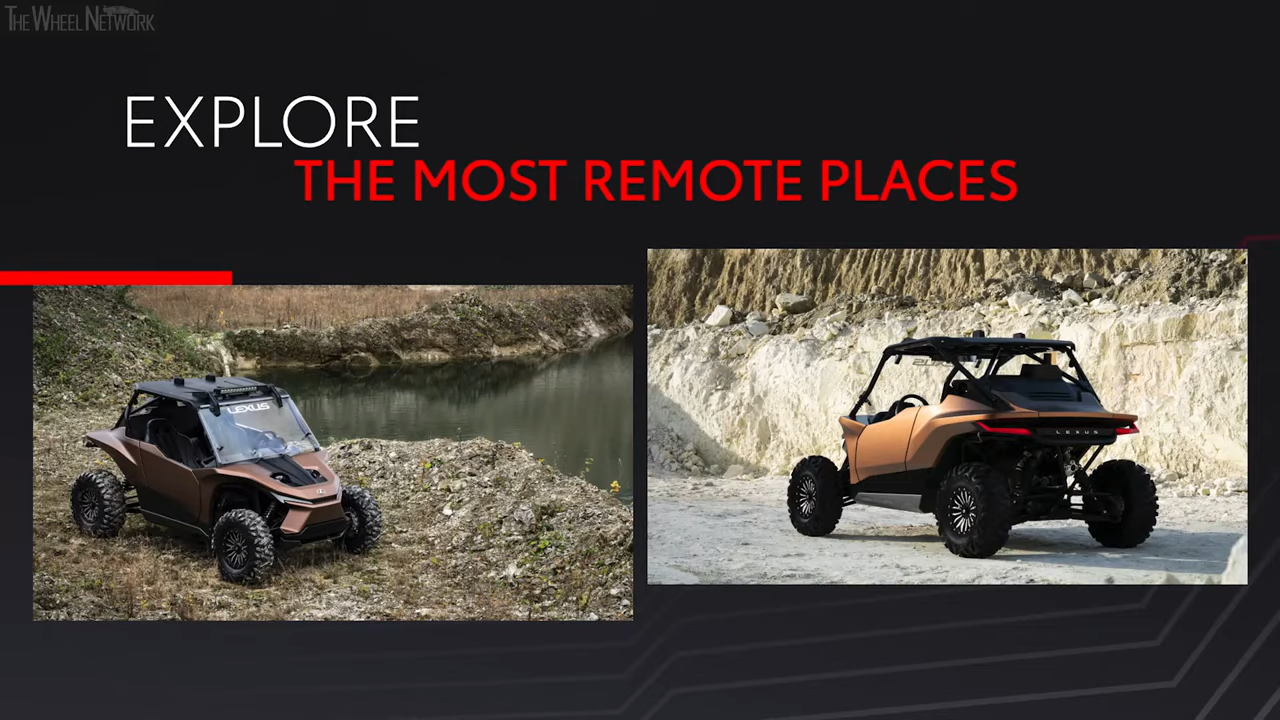 THE WHEEL NETWORK
EXPLORE
THE MOST REMOTE PLACES
LEXUS
LEXUS